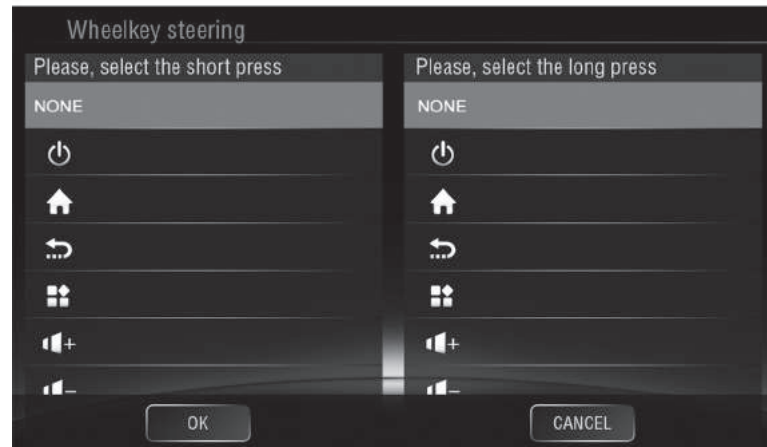 Wheelkey steering
Please, select the short press
Please, select the long press
NONE
NONE
+
+
–
–
OK
CANCEL